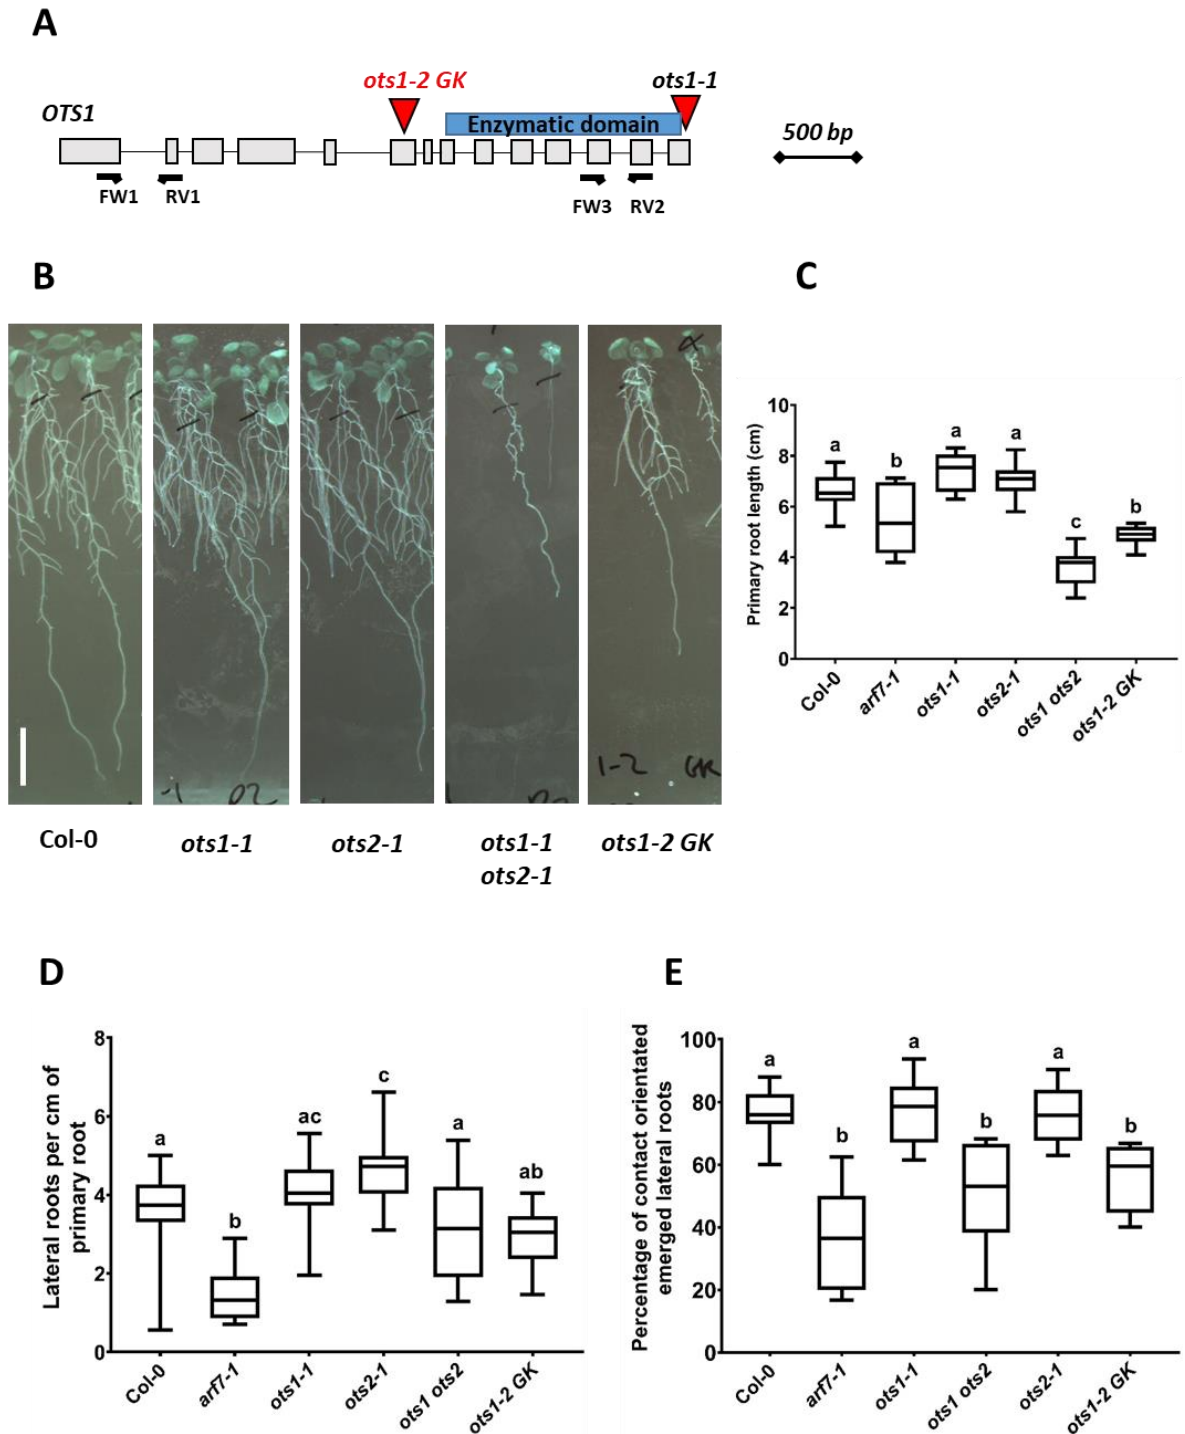 A
ots1-2 GK
ots1-1
OTS1
Enzymatic domain
500 bp
FW1
RV1
FW3
RV2
B
C
1-2 GK
Col-0
ots1-1
ots2-1
ots1-1
ots2-1
ots1-2 GK
Primary root length (cm)
10
8
6
4
2
0
a
b
a
a
c
b
Col-0
arf7-1
ots1-1
ots2-1
ots1 ots2
ots1-2 GK
D
Lateral roots per cm of
primary root
8
6
4
2
0
a
b
ac
c
a
ab
Col-0
arf7-1
ots1-1
ots2-1
ots1 ots2
ots1-2 GK
E
Percentage of contact orientated
emerged lateral roots
100
80
60
40
20
0
a
b
a
b
a
b
Col-0
arf7-1
ots1-1
ots1 ots2
ots2-1
ots1-2 GK